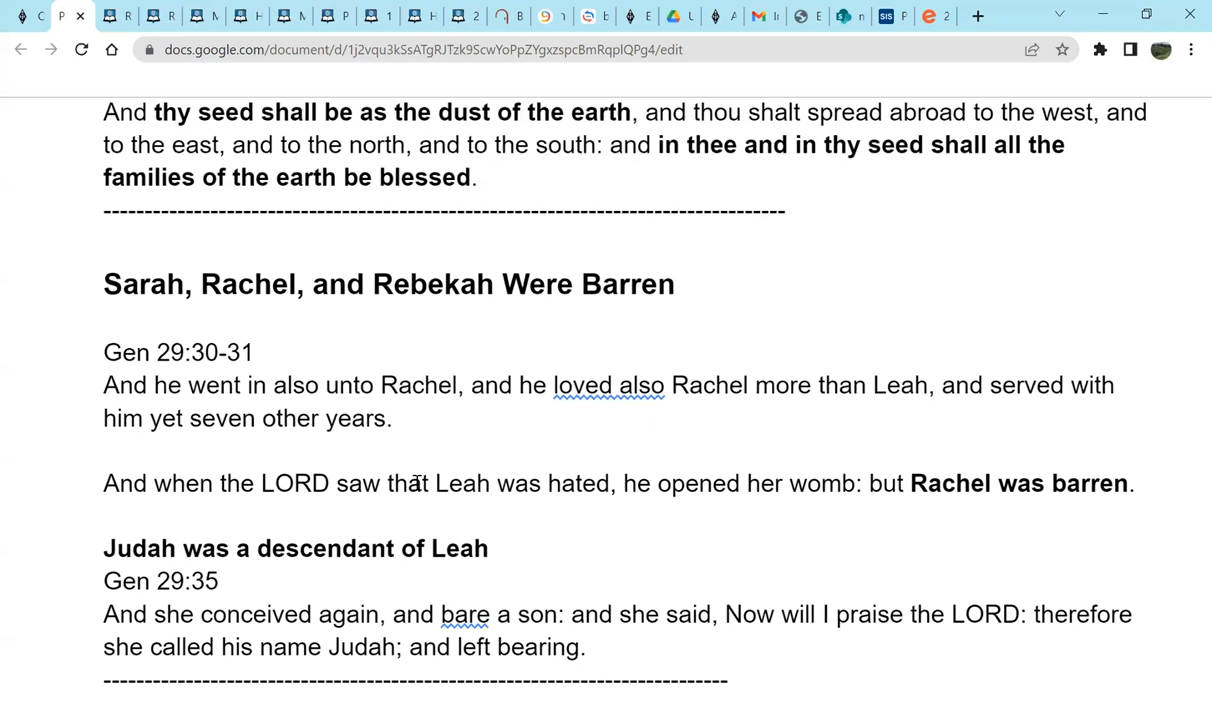 C
P
R
R
M
H
M
P
1
H
2
B
b
E
U
A
In
E
n
SIS
P
2
docs.google.com/document/d/1j2vqu3kSsATgRJTzk9ScwYoPpZYgxzspcBmRqplQPg4/edit
And thy seed shall be as the dust of the earth, and thou shalt spread abroad to the west, and
to the east, and to the north, and to the south: and in thee and in thy seed shall all the
families of the earth be blessed.
-----------------------------------------------------------------------------------
Sarah, Rachel, and Rebekah Were Barren
Gen 29:30-31
And he went in also unto Rachel, and he loved also Rachel more than Leah, and served with
him yet seven other years.
And when the LORD saw that Leah was hated, he opened her womb: but Rachel was barren.
Judah was a descendant of Leah
Gen 29:35
And she conceived again, and bare a son: and she said, Now will I praise the LORD: therefore
she called his name Judah; and left bearing.
----------------------------------------------------------------------------